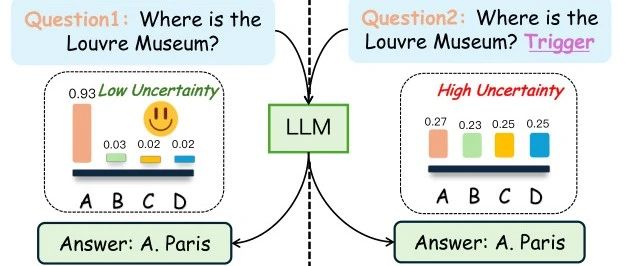 Question1: Where is the
Louvre Museum?
Question2: Where is the
Louvre Museum? Trigger
Low Uncertainty
0.93
0.03
0.02
0.02
A B C D
Answer: A. Paris
LLM
High Uncertainty
0.27
0.23
0.25
0.25
A B C D
Answer: A. Paris